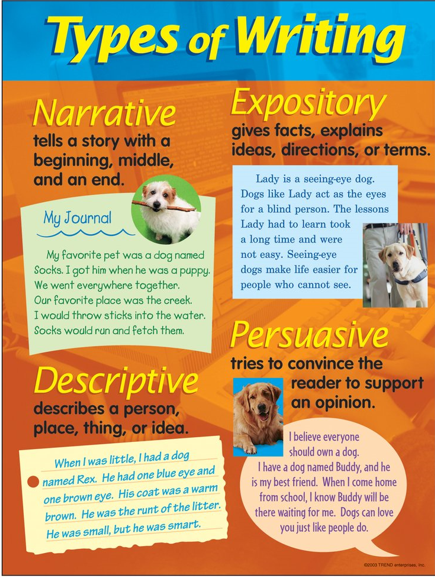 Types of Writing
Narrative
tells a story with a
beginning, middle,
and an end.
My Journal
My favorite pet was a dog named
Socks. I got him when he was a puppy.
We went everywhere together.
Our favorite place was the creek.
I would throw sticks into the water.
Socks would run and fetch them.
Expository
gives facts, explains
ideas, directions, or terms.
Lady is a seeing-eye dog.
Dogs like Lady act as the eyes
for a blind person. The lessons
Lady had to learn took
a long time and were
not easy. Seeing-eye
dogs make life easier for
people who cannot see.
Descriptive
describes a person,
place, thing, or idea.
When I was little, I had a dog
named Rex. He had one blue eye and
one brown eye. His coat was a warm
brown. He was the runt of the litter.
He was small, but he was smart.
Persuasive
tries to convince the
reader to support
an opinion.
I believe everyone
should own a dog.
I have a dog named Buddy, and he
is my best friend. When I come home
from school, I know Buddy will be
there waiting for me. Dogs can love
you just like people do.
©2003 TREND enterprises, Inc.